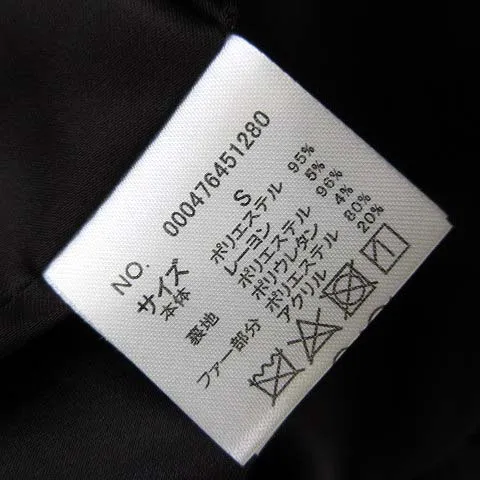 NO. 000476451280
サイズ S
本体 ポリエステル 95%
レーヨン 5%
裏地 ポリエステル 96%
ポリウレタン 4%
ファー部分 ポリエステル 80%
アクリル 20%
1